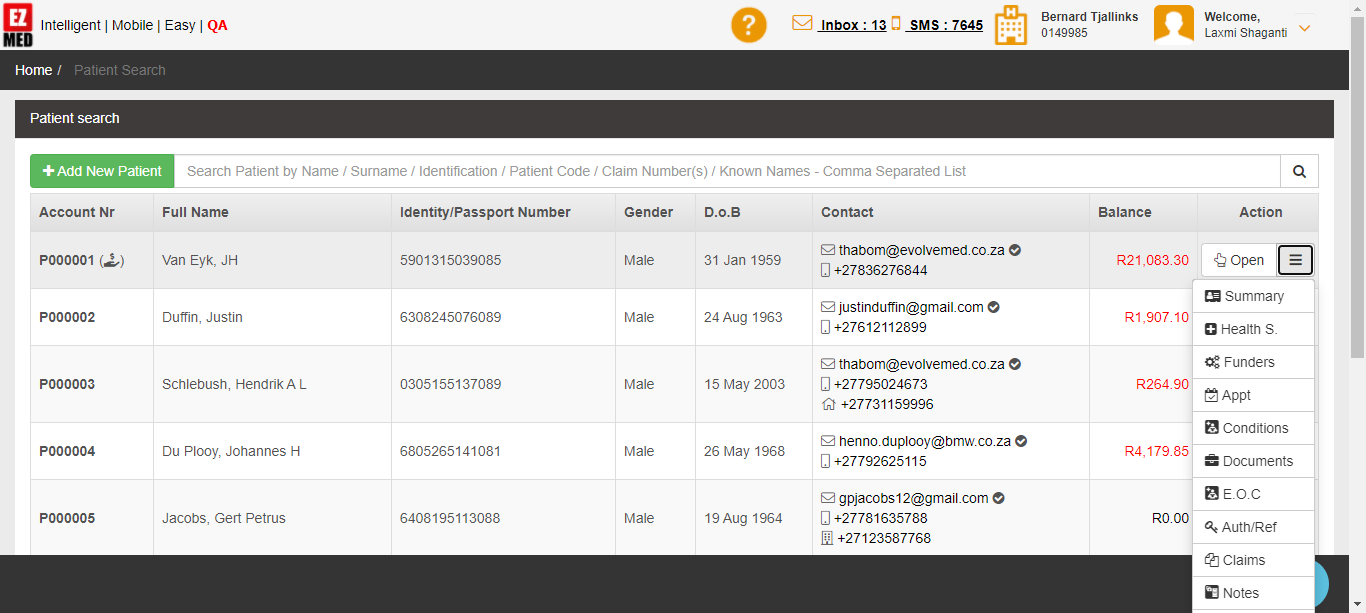 EZ MED Intelligent | Mobile | Easy | QA ? Inbox : 13 SMS : 7645 Bernard Tjallinks 0149985 Welcome, Laxmi Shaganti
Home / Patient Search
Patient search
Add New Patient Search Patient by Name / Surname / Identification / Patient Code / Claim Number(s) / Known Names - Comma Separated List
Account Nr Full Name Identity/Passport Number Gender D.o.B Contact Balance Action
P000001 ( $ ) Van Eyk, JH 5901315039085 Male 31 Jan 1959 thabom@evolvemed.co.za R21,083.30 Open
+27836276844
Summary
P000002 Duffin, Justin 6308245076089 Male 24 Aug 1963 justinduffin@gmail.com R1,907.10
+27612112899
Health S.
Funders
P000003 Schlebush, Hendrik A L 0305155137089 Male 15 May 2003 thabom@evolvemed.co.za R264.90
+27795024673
+27731159996
Appt
Conditions
P000004 Du Plooy, Johannes H 6805265141081 Male 26 May 1968 henno.duplooy@bmw.co.za R4,179.85
+27792625115
Documents
E.O.C
P000005 Jacobs, Gert Petrus 6408195113088 Male 19 Aug 1964 gpjacobs12@gmail.com R0.00
+27781635788
+27123587768
Auth/Ref
Claims
Notes